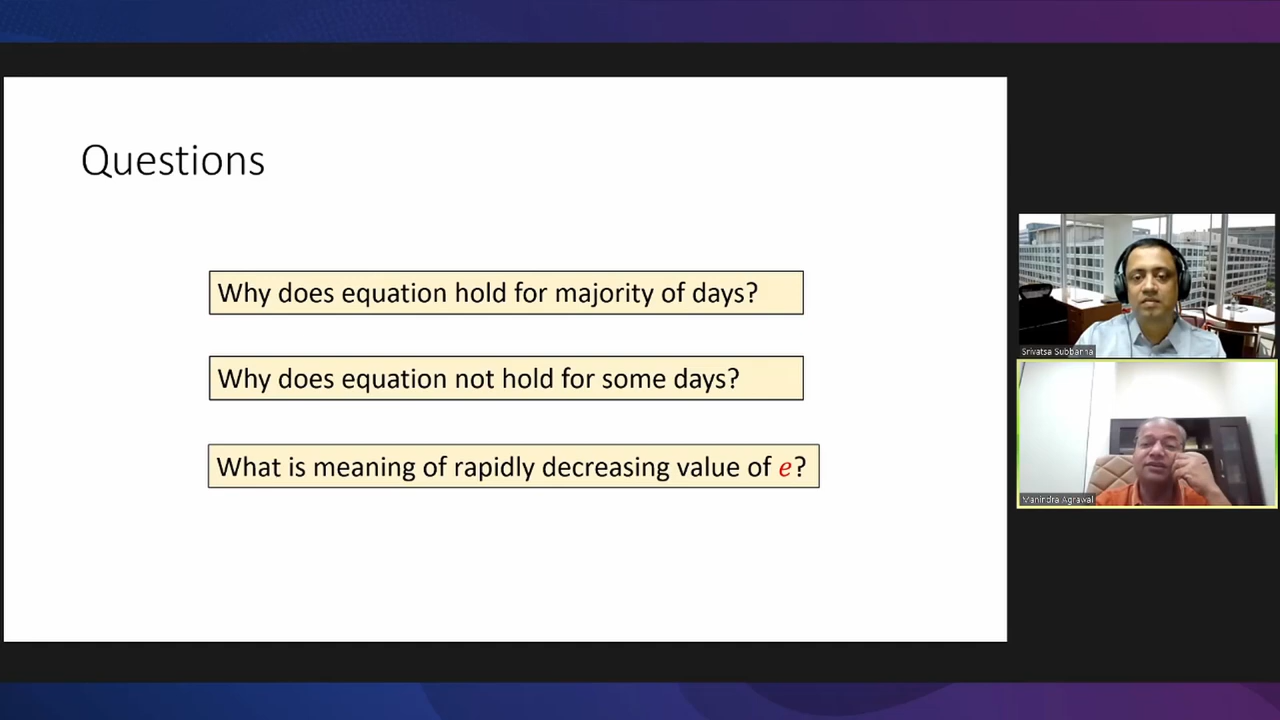 Questions
Why does equation hold for majority of days?
Why does equation not hold for some days?
What is meaning of rapidly decreasing value of e?
Srivatsa Subbanna
Manindra Agrawal